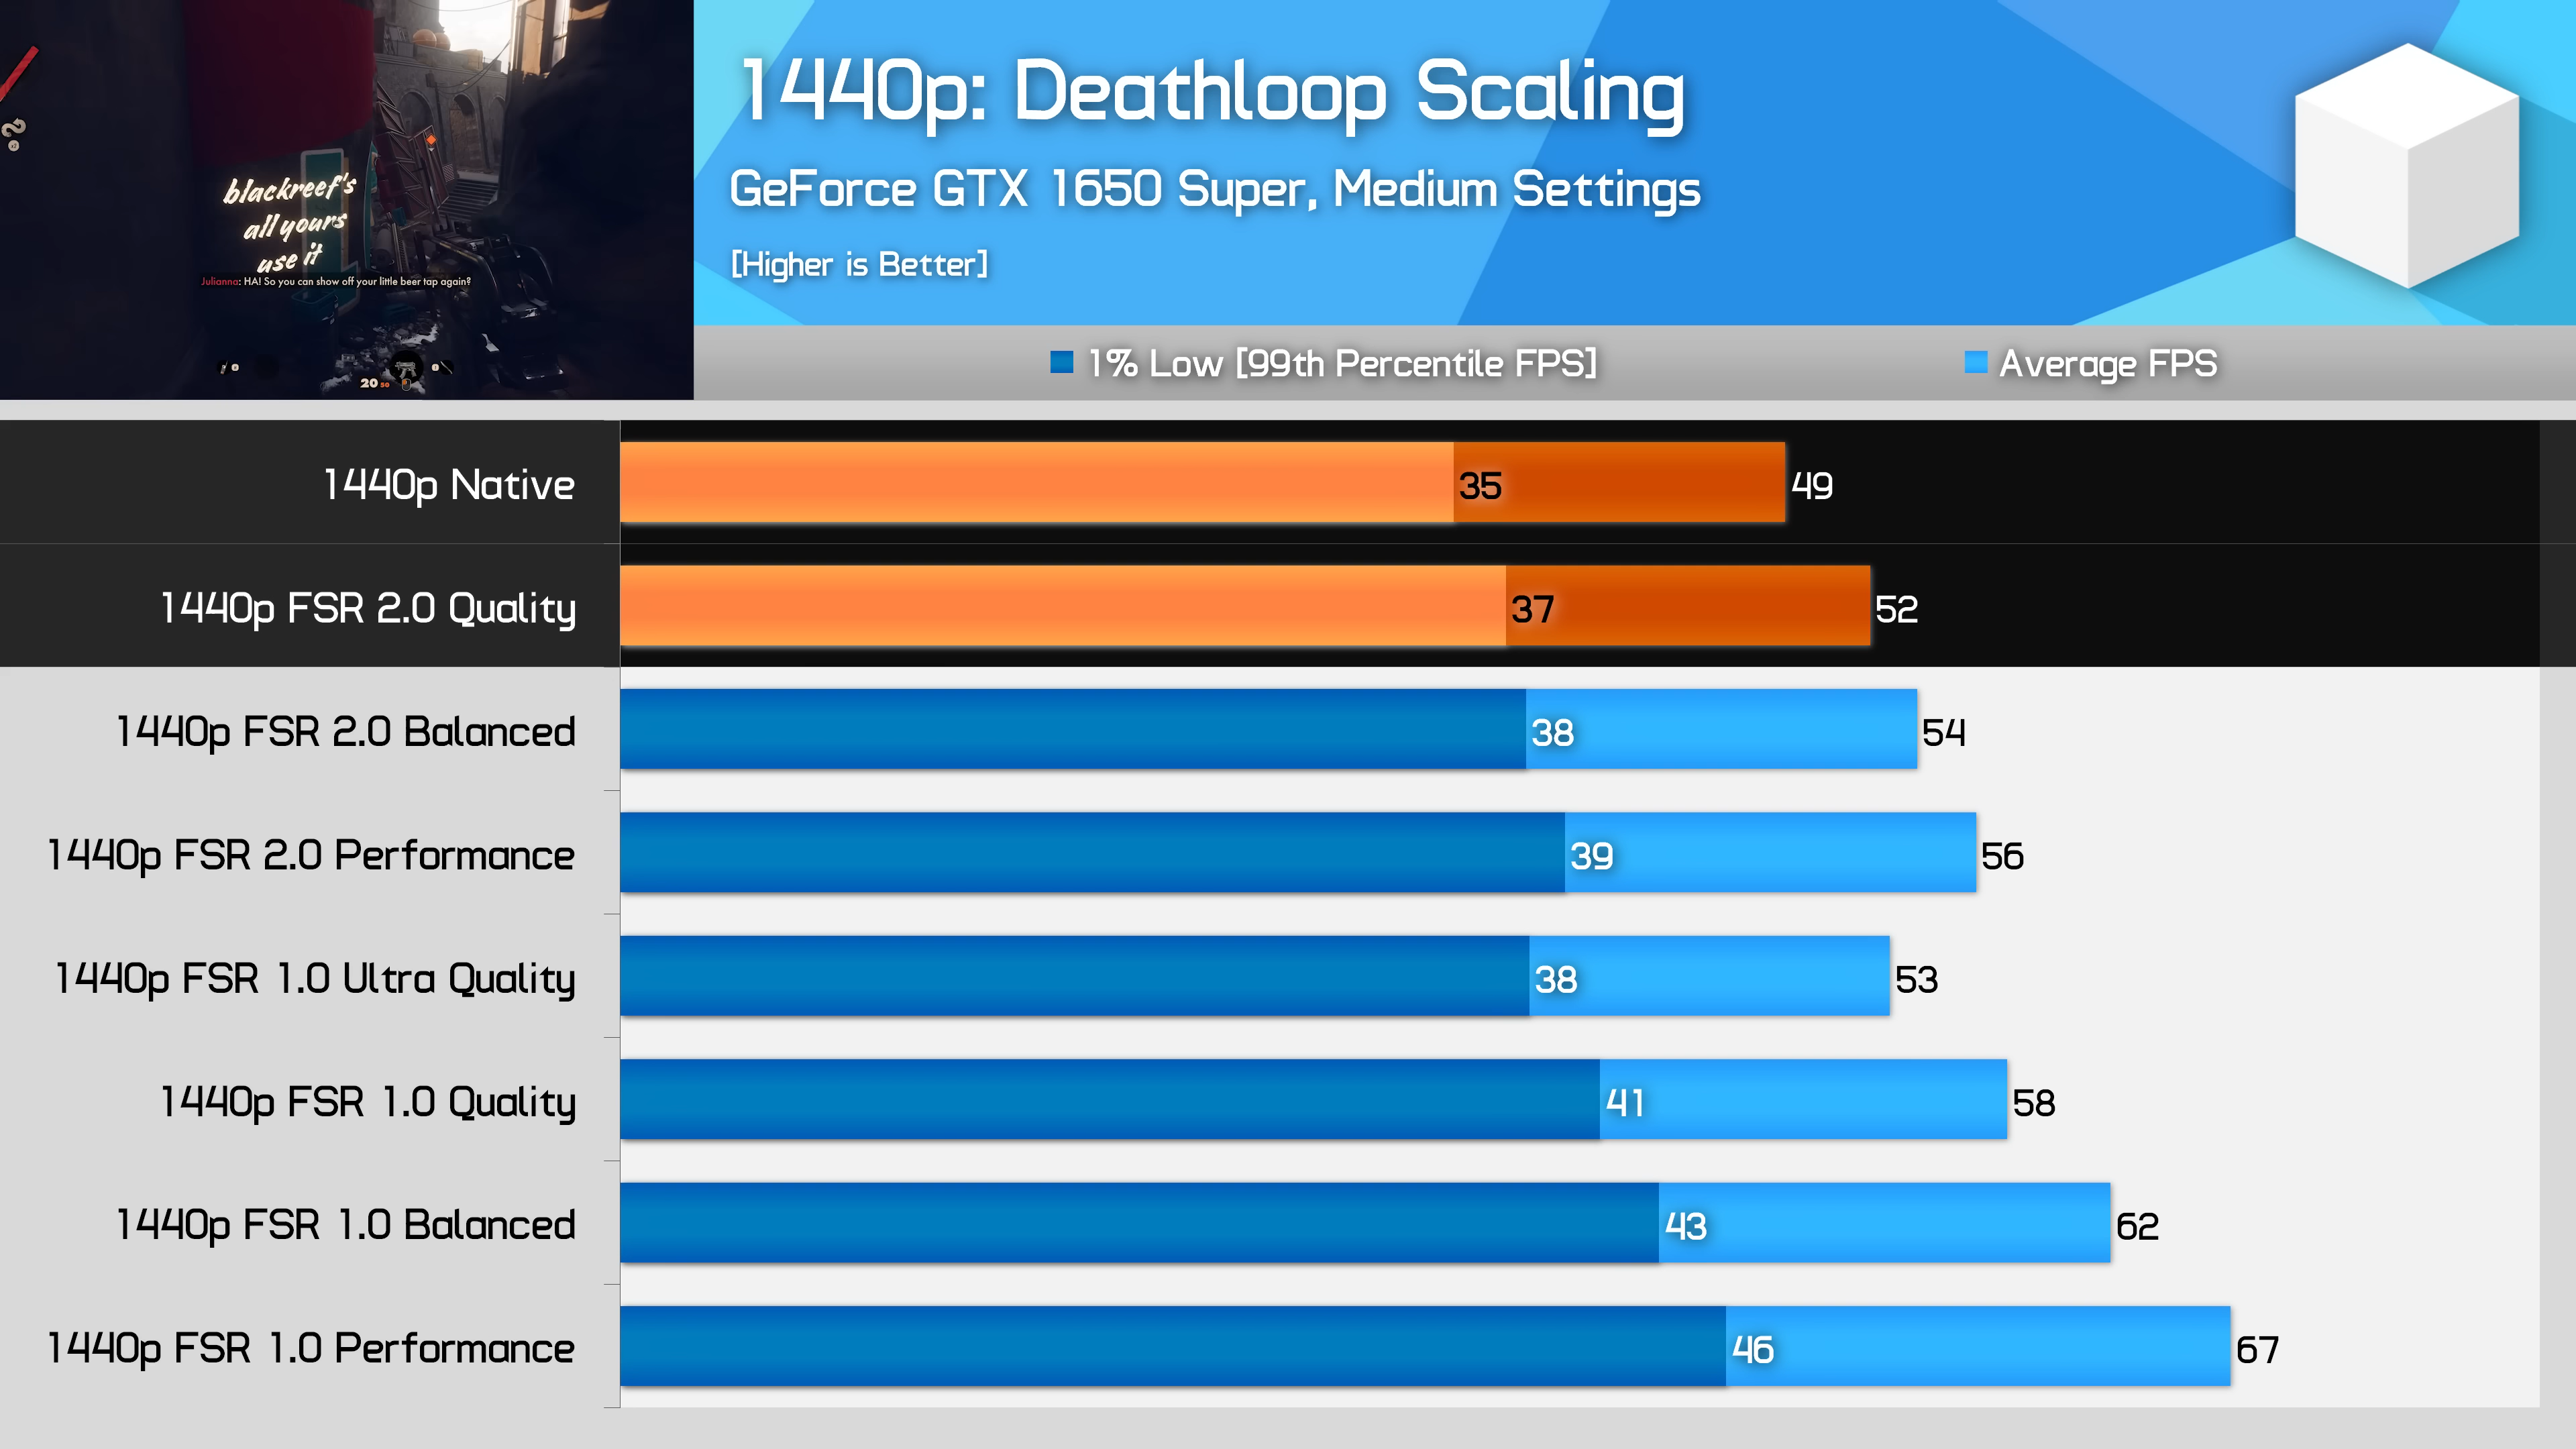 blackreef's
all yours
use it
Julianna: HA! So you can show off your little beer tap again?
20 50
1440p: Deathloop Scaling
GeForce GTX 1650 Super, Medium Settings
[Higher is Better]
1% Low [99th Percentile FPS] Average FPS
1440p Native 35 49
1440p FSR 2.0 Quality 37 52
1440p FSR 2.0 Balanced 38 54
1440p FSR 2.0 Performance 39 56
1440p FSR 1.0 Ultra Quality 38 53
1440p FSR 1.0 Quality 41 58
1440p FSR 1.0 Balanced 43 62
1440p FSR 1.0 Performance 46 67